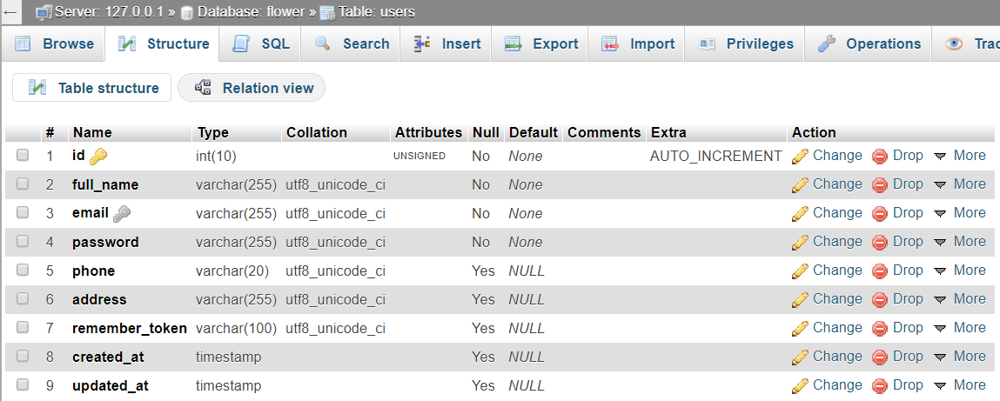 Server: 127.0.0.1 » Database: flower » Table: users
Browse Structure SQL Search Insert Export Import Privileges Operations Trac
Table structure Relation view
# Name Type Collation Attributes Null Default Comments Extra Action
1 id int(10) UNSIGNED No None AUTO_INCREMENT Change Drop More
2 full_name varchar(255) utf8_unicode_ci No None Change Drop More
3 email varchar(255) utf8_unicode_ci No None Change Drop More
4 password varchar(255) utf8_unicode_ci No None Change Drop More
5 phone varchar(20) utf8_unicode_ci Yes NULL Change Drop More
6 address varchar(255) utf8_unicode_ci Yes NULL Change Drop More
7 remember_token varchar(100) utf8_unicode_ci Yes NULL Change Drop More
8 created_at timestamp Yes NULL Change Drop More
9 updated_at timestamp Yes NULL Change Drop More